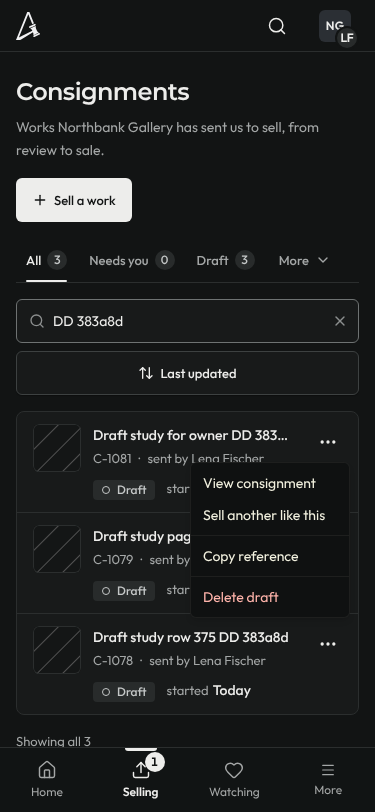 NG
LF
Consignments
Works Northbank Gallery has sent us to sell, from
review to sale.
+ Sell a work
All 3 Needs you 0 Draft 3 More
DD 383a8d
Last updated
Draft study for owner DD 383...
C-1081 · sent by Lena Fischer
Draft star
View consignment
Sell another like this
Copy reference
Delete draft
Draft study pag
C-1079 · sent by
Draft star
Draft study row 375 DD 383a8d
C-1078 · sent by Lena Fischer
Draft started Today
Showing all 3
1
Home Selling Watching More